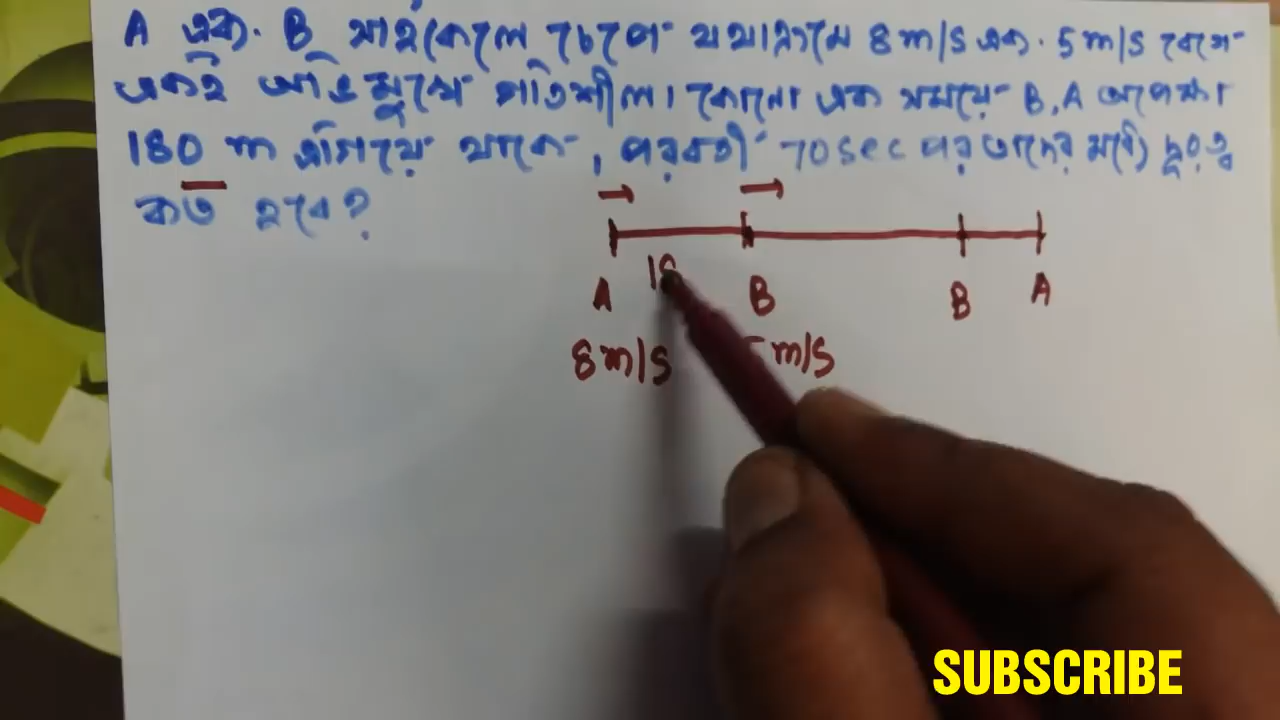 A এবং B সাইকেলে চেপে যথাক্রমে 8 m/s এবং 5 m/s বেগে
একই অভিমুখে গতিশীল। কোনো এক সময়ে B, A অপেক্ষা
180 m এগিয়ে থাকে, পরবর্তী 70 sec পর তাদের মধ্যে দূরত্ব
কত হবে?
A 18 B B A
8 m/s m/s
SUBSCRIBE